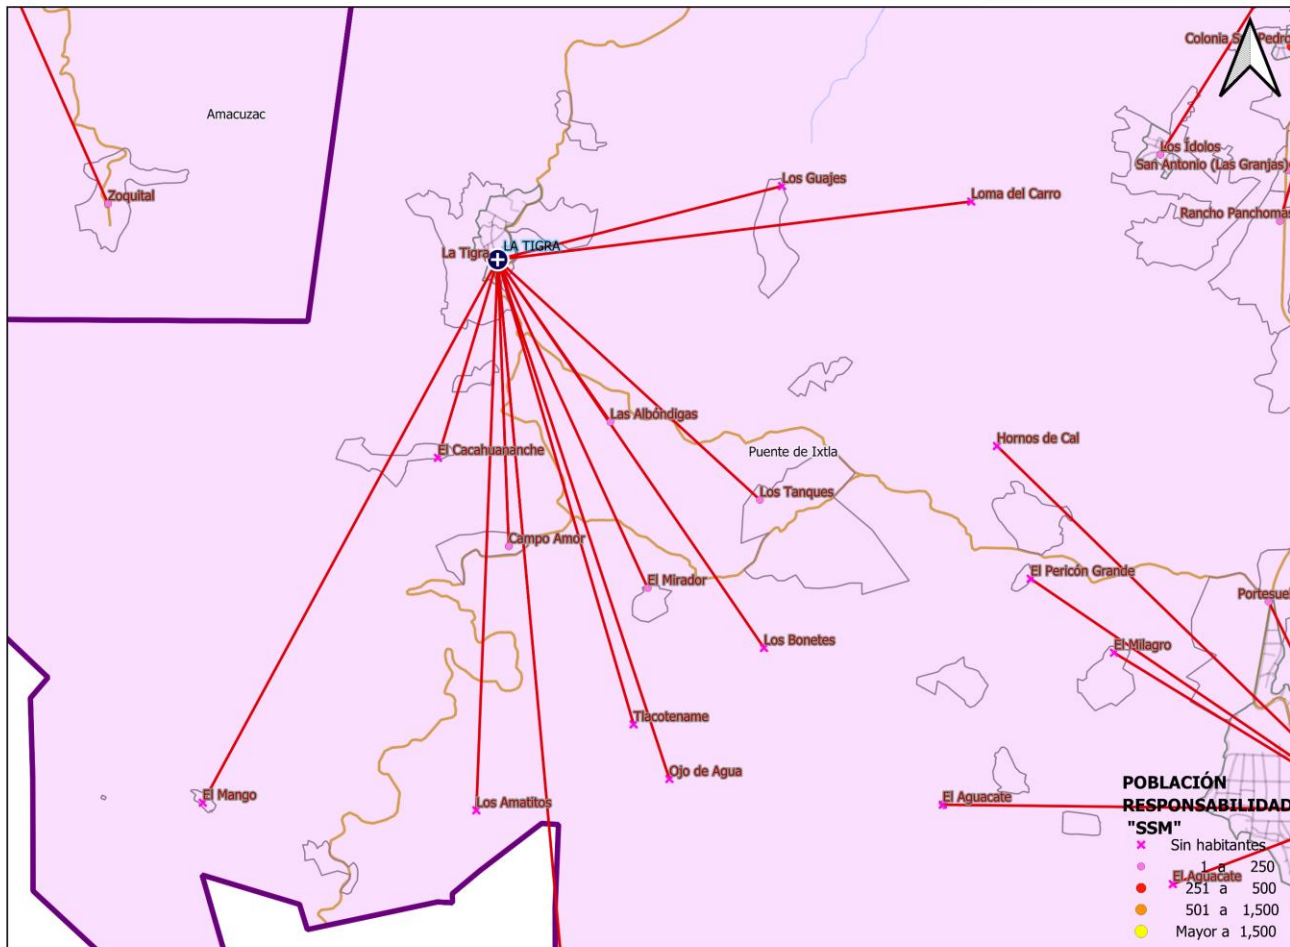 Colonia S Pedro
Amacuzac
Los Ídolos
San Antonio (Las Granjas)
Los Guajes
Loma del Carro
Zoquital
Rancho Panchomas
LA TIGRA
La Tigra
Las Albóndigas
Hornos de Cal
El Cacahuananche
Puente de Ixtla
Los Tanques
Campo Amor
El Pericón Grande
El Mirador
Portesuel
Los Bonetes
El Milagro
Tlacotename
Ojo de Agua
El Mango
Los Amatitos
El Aguacate
POBLACIÓN
RESPONSABILIDAD
"SSM"
Sin habitantes
1 a 250
El Aguacate
251 a 500
501 a 1,500
Mayor a 1,500